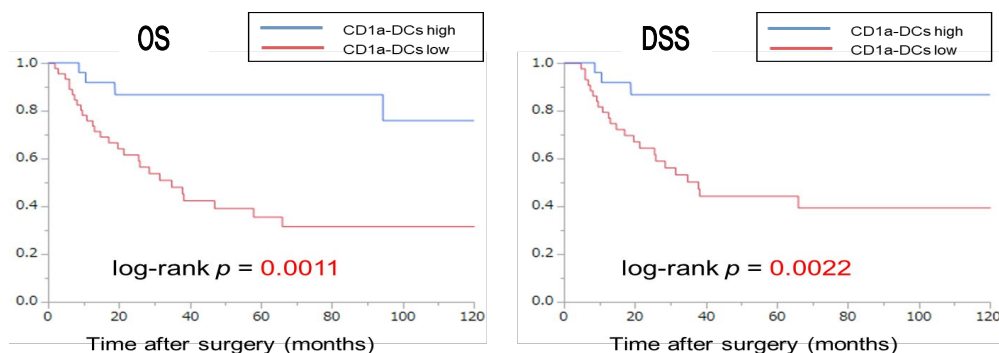 OS
CD1a-DCs high
CD1a-DCs low
1.0
0.8
0.6
0.4
0.2
0.0
log-rank p = 0.0011
0 20 40 60 80 100 120
Time after surgery (months)
DSS
CD1a-DCs high
CD1a-DCs low
1.0
0.8
0.6
0.4
0.2
0.0
log-rank p = 0.0022
0 20 40 60 80 100 120
Time after surgery (months)